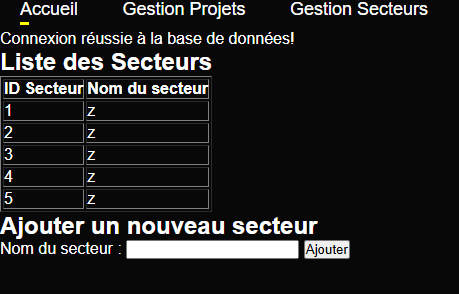 Accueil Gestion Projets Gestion Secteurs
Connexion réussie à la base de données!
Liste des Secteurs
ID Secteur Nom du secteur
1 z
2 z
3 z
4 z
5 z
Ajouter un nouveau secteur
Nom du secteur : Ajouter